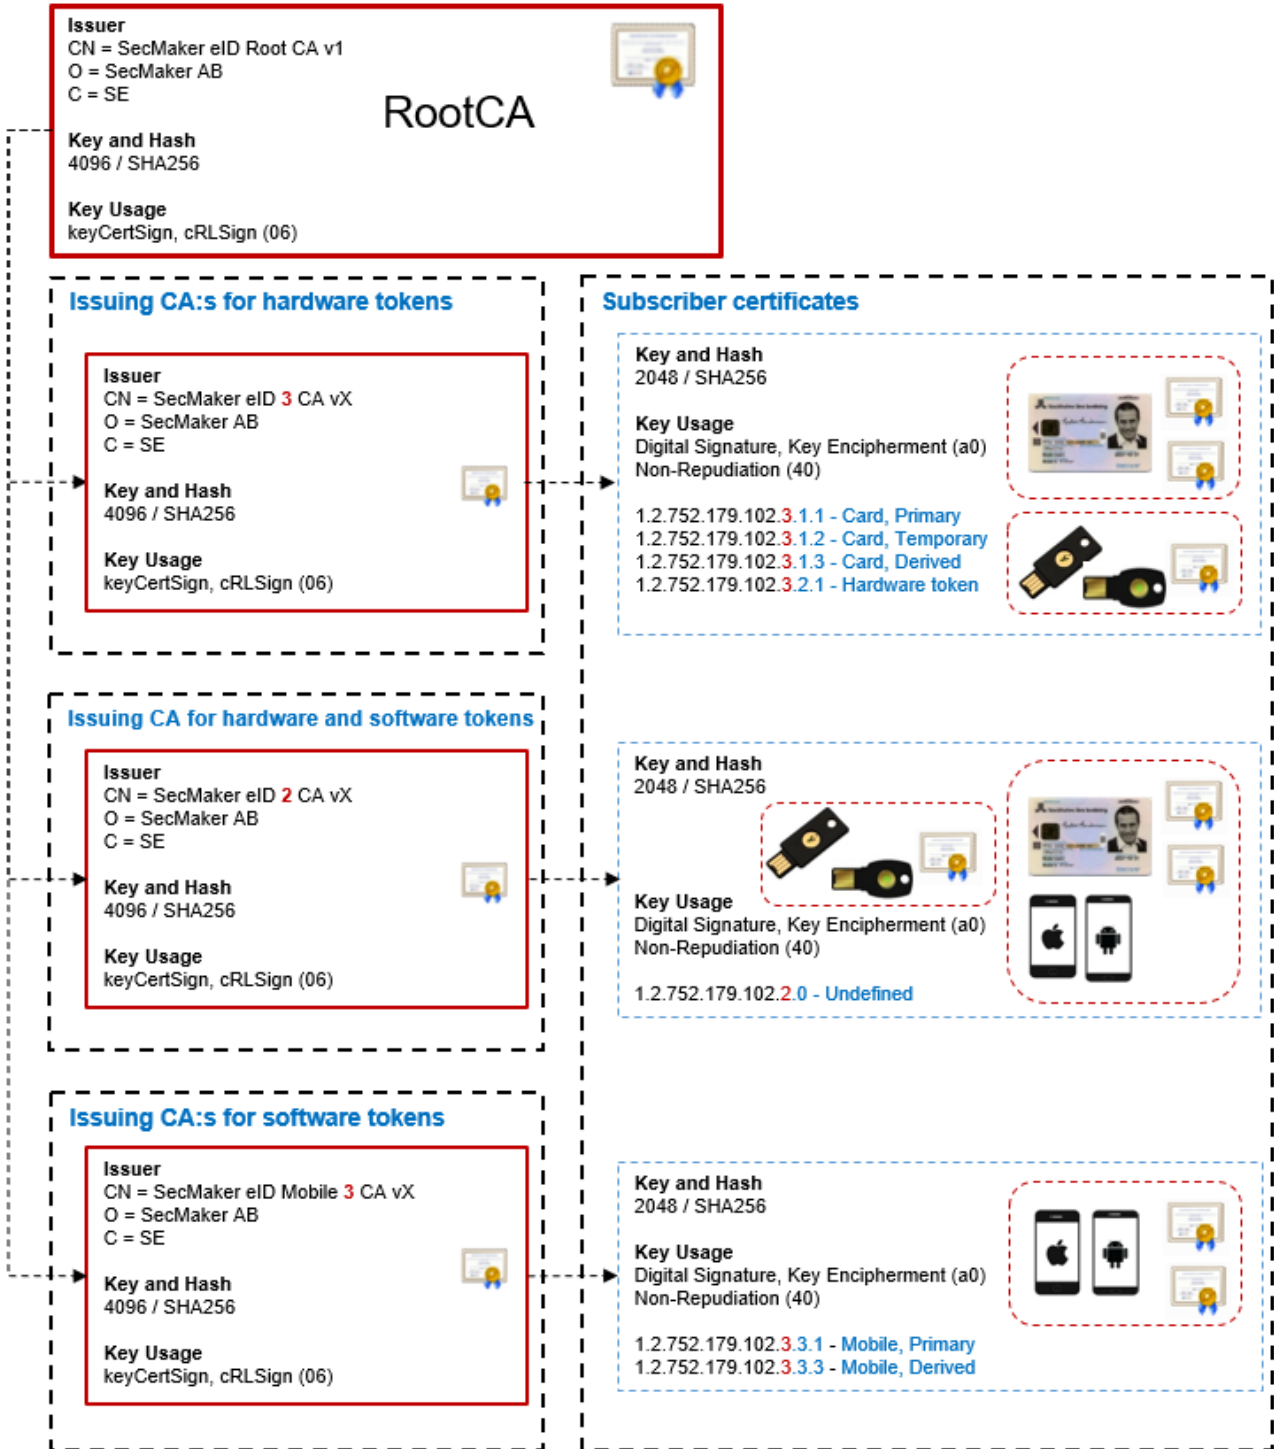 Issuer
CN = SecMaker eID Root CA v1
O = SecMaker AB
C = SE
RootCA
Key and Hash
4096 / SHA256
Key Usage
keyCertSign, cRLSign (06)
Issuing CA:s for hardware tokens
Issuer
CN = SecMaker eID 3 CA vX
O = SecMaker AB
C = SE
Key and Hash
4096 / SHA256
Key Usage
keyCertSign, cRLSign (06)
Subscriber certificates
Key and Hash
2048 / SHA256
Key Usage
Digital Signature, Key Encipherment (a0)
Non-Repudiation (40)
1.2.752.179.102.3.1.1 - Card, Primary
1.2.752.179.102.3.1.2 - Card, Temporary
1.2.752.179.102.3.1.3 - Card, Derived
1.2.752.179.102.3.2.1 - Hardware token
Issuing CA for hardware and software tokens
Issuer
CN = SecMaker eID 2 CA vX
O = SecMaker AB
C = SE
Key and Hash
4096 / SHA256
Key Usage
keyCertSign, cRLSign (06)
Key and Hash
2048 / SHA256
Key Usage
Digital Signature, Key Encipherment (a0)
Non-Repudiation (40)
1.2.752.179.102.2.0 - Undefined
Issuing CA:s for software tokens
Issuer
CN = SecMaker eID Mobile 3 CA vX
O = SecMaker AB
C = SE
Key and Hash
4096 / SHA256
Key Usage
keyCertSign, cRLSign (06)
Key and Hash
2048 / SHA256
Key Usage
Digital Signature, Key Encipherment (a0)
Non-Repudiation (40)
1.2.752.179.102.3.3.1 - Mobile, Primary
1.2.752.179.102.3.3.3 - Mobile, Derived